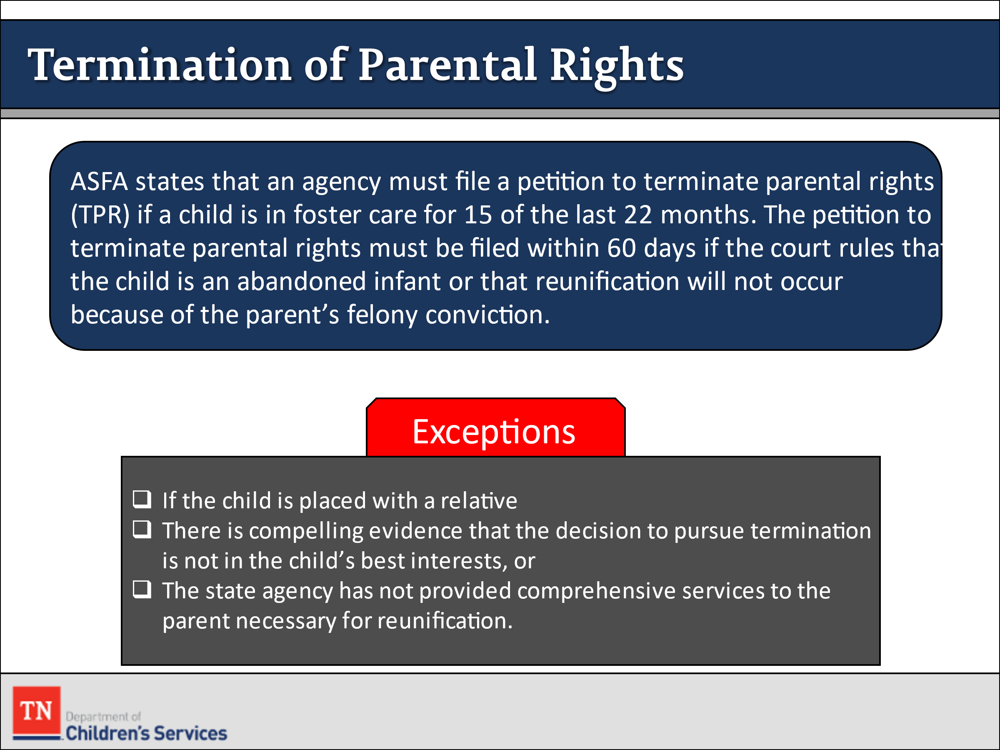 Termination of Parental Rights
ASFA states that an agency must file a petition to terminate parental rights
(TPR) if a child is in foster care for 15 of the last 22 months. The petition to
terminate parental rights must be filed within 60 days if the court rules that
the child is an abandoned infant or that reunification will not occur
because of the parent’s felony conviction.
Exceptions
❑ If the child is placed with a relative
❑ There is compelling evidence that the decision to pursue termination
is not in the child’s best interests, or
❑ The state agency has not provided comprehensive services to the
parent necessary for reunification.
TN
Department of
Children's Services